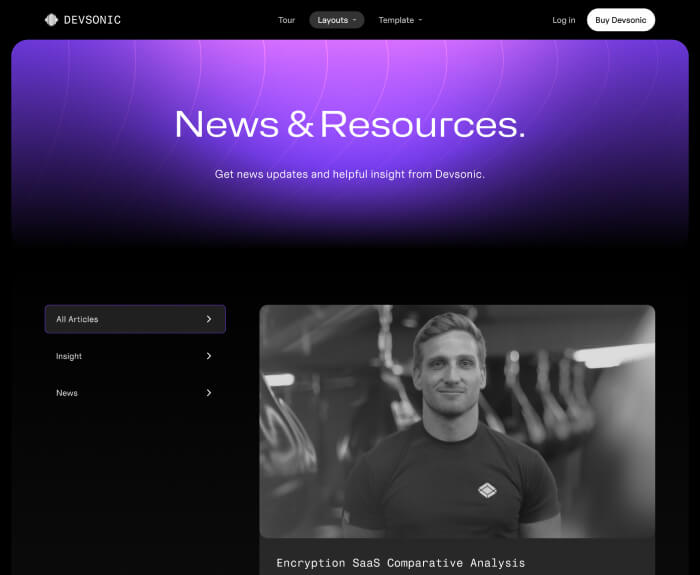 DEVSONIC
Tour
Layouts
Template
Log in
Buy Devsonic
News & Resources.
Get news updates and helpful insight from Devsonic.
All Articles
Insight
News
Encryption SaaS Comparative Analysis